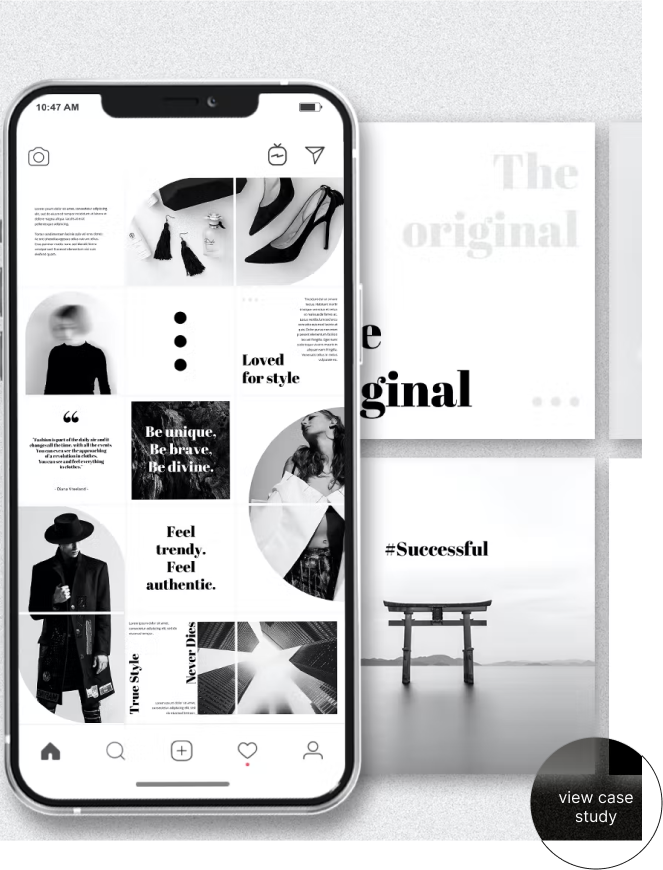 10:47 AM
The
original
e
ginal
Loved
for style
“Fashion is part of the daily air and it
changes all the time, with all the events.
You can even see the approaching
of a revolution in clothes.
You can see and feel everything
in clothes.”
- Diana Vreeland -
Be unique,
Be brave,
Be divine.
Feel
trendy.
Feel
authentic.
#Successful
True Style
Never Dies
view case
study